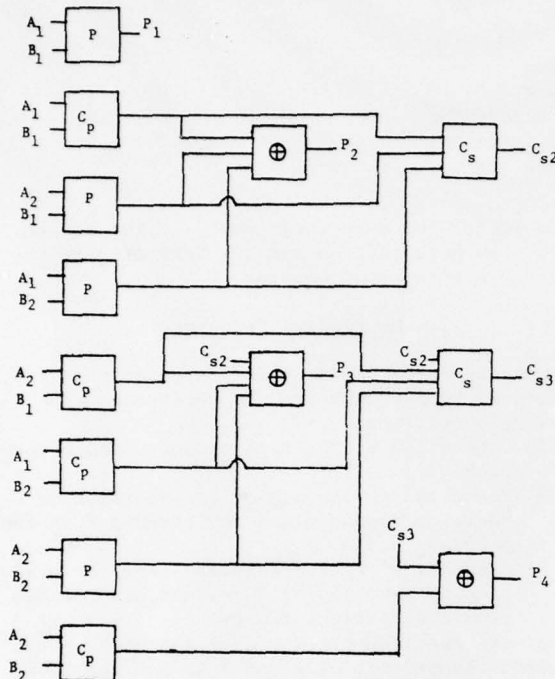 A1 P P1
B1
A1 Cp
B1
⊕ P2 Cs Cs2
A2 P
B1
A1 P
B2
Cs2 Cs2
A2 Cp ⊕ P3 Cs Cs3
B1
A1 Cp
B2
Cs3
A2 P
B2 ⊕ P4
A2 Cp
B2